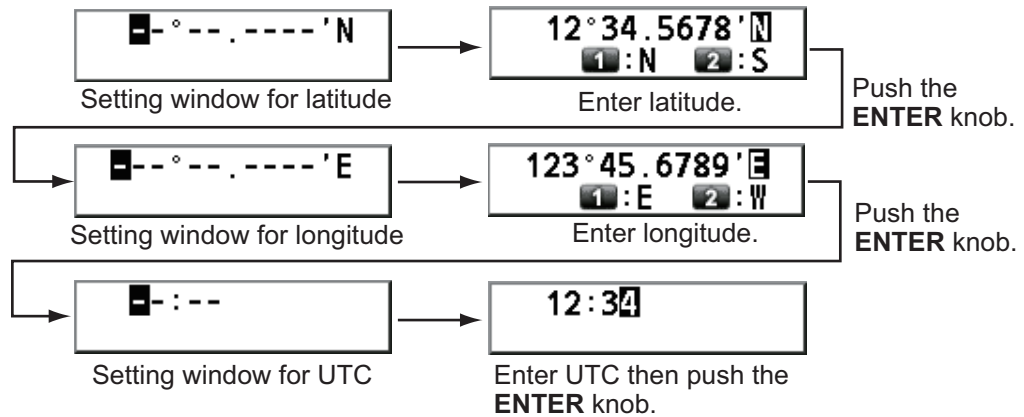 --°--.----'N
Setting window for latitude
12°34.5678'N
1:N 2:S
Enter latitude.
Push the
ENTER knob.
---°--.----'E
Setting window for longitude
123°45.6789'E
1:E 2:W
Enter longitude.
Push the
ENTER knob.
--:--
Setting window for UTC
12:34
Enter UTC then push the
ENTER knob.